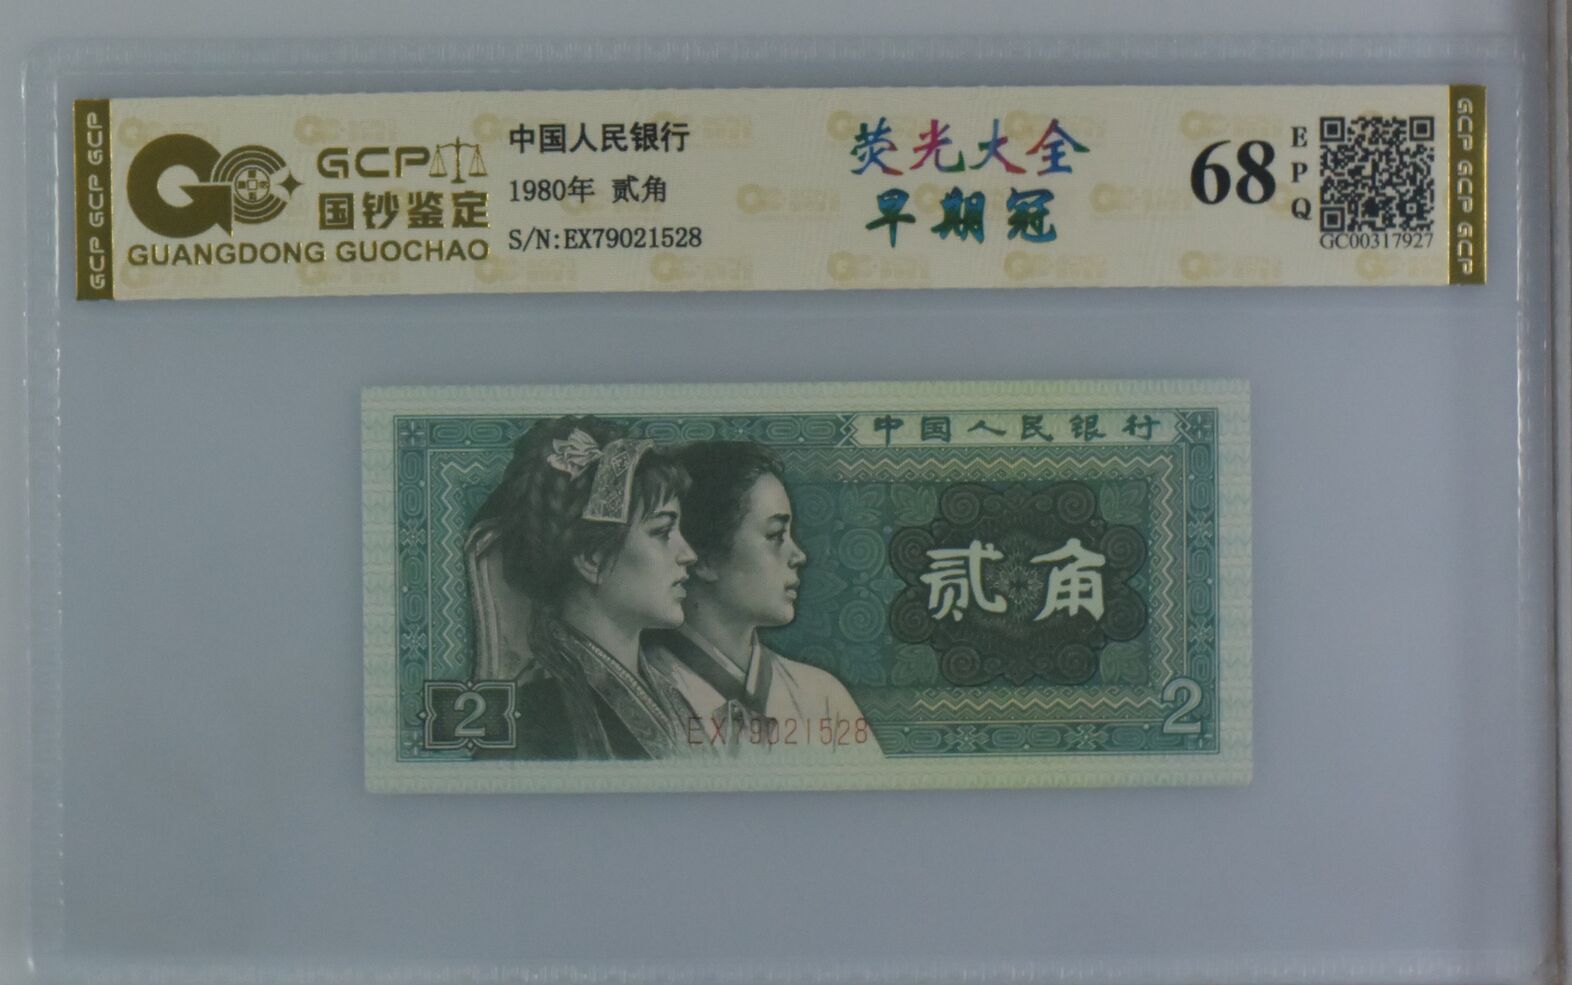 GCP GCP GCP
GCP
国钞鉴定
GUANGDONG GUOCHAO
中国人民银行
1980年 贰角
S/N:EX79021528
荧光大全
早期冠
68
EPQ
GC00317927
GCP GCP GCP
中国人民银行
贰角
2
2
EX79021528